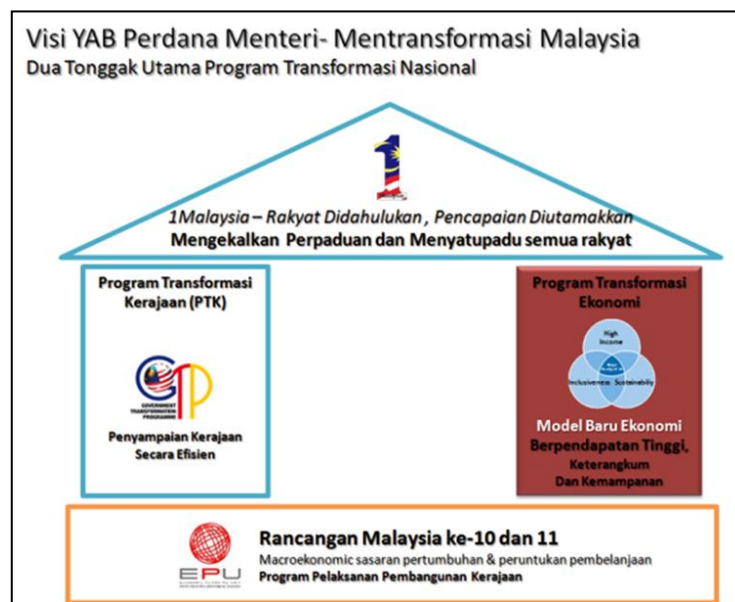 Visi YAB Perdana Menteri- Mentransformasi Malaysia
Dua Tonggak Utama Program Transformasi Nasional
1
1Malaysia – Rakyat Didahulukan , Pencapaian Diutamakkan
Mengekalkan Perpaduan dan Menyatupadu semua rakyat
Program Transformasi
Kerajaan (PTK)
GTP
GOVERNMENT
TRANSFORMATION
PROGRAMME
Penyampaian Kerajaan
Secara Efisien
Program Transformasi
Ekonomi
High
Income
Inclusiveness
Sustainabiliy
Model Baru Ekonomi
Berpendapatan Tinggi,
Keterangkum
Dan Kemampanan
EPU
Rancangan Malaysia ke-10 dan 11
Macroekonomic sasaran pertumbuhan & peruntukan pembelanjaan
Program Pelaksanan Pembangunan Kerajaan